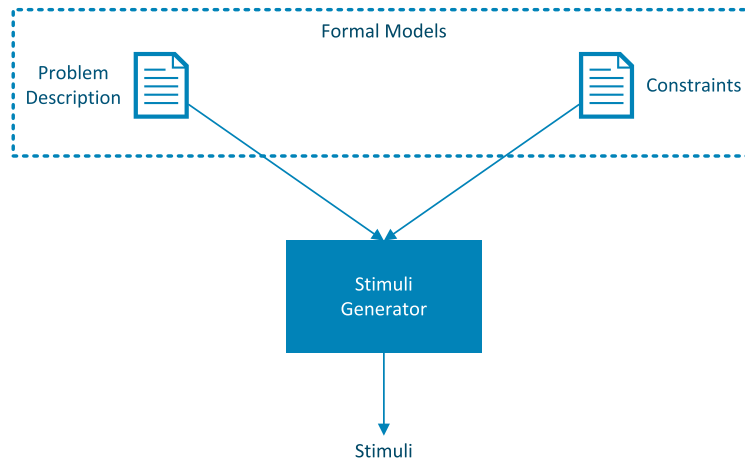 Formal Models
Problem
Description
Constraints
Stimuli
Generator
Stimuli